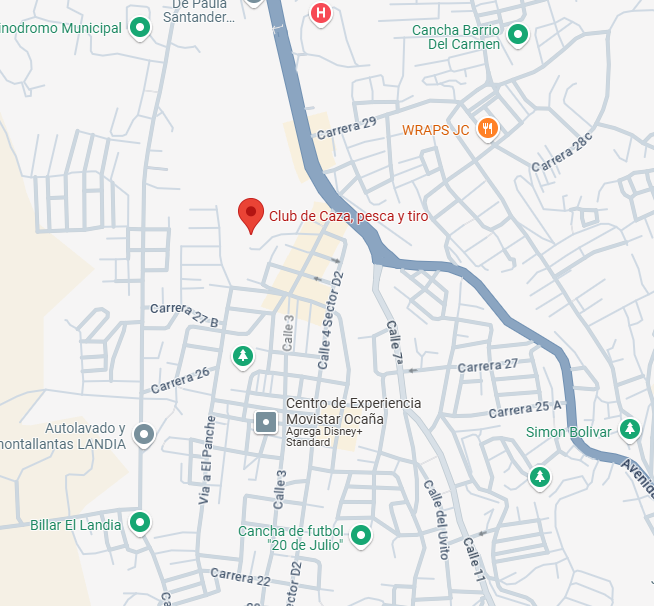 De Paula
Santander...
H
inodromo Municipal
Cancha Barrio
Del Carmen
Carrera 29
WRAPS JC
Carrera 28c
Club de Caza, pesca y tiro
Carrera 27 B
Calle 3
Calle 4 Sector D2
Calle 7ª
Carrera 27
Carrera 26
Centro de Experiencia
Movistar Ocaña
Agrega Disney+
Standard
Carrera 25 A
Autolavado y
montallantas LANDIA
Simon Bolivar
Via a El Panche
Avenida
Calle 3
Calle del Uvito
Billar El Landia
Cancha de futbol
"20 de Julio"
Calle 11
Carrera 22
ector D2